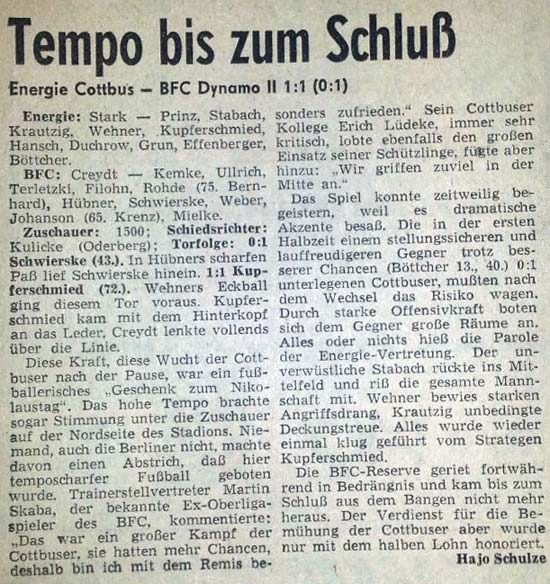 Tempo bis zum Schluß
Energie Cottbus – BFC Dynamo II 1:1 (0:1)
Energie: Stark — Prinz, Stabach,
Krautzig, Wehner, Kupferschmied,
Hansch, Duchrow, Grun, Effenberger,
Böttcher.
BFC: Creydt — Kemke, Ullrich,
Terletzki, Filohn, Rohde (75. Bern-
hard), Hübner, Schwierske, Weber,
Johanson (65. Krenz), Mielke.
Zuschauer: 1500; Schiedsrichter:
Kulicke (Oderberg); Torfolge: 0:1
Schwierske (43.). In Hübners scharfen
Paß lief Schwierske hinein. 1:1 Kup-
ferschmied (72.). Wehners Eckball
ging diesem Tor voraus. Kupfer-
schmied kam mit dem Hinterkopf
an das Leder, Creydt lenkte vollends
über die Linie.
Diese Kraft, diese Wucht der Cott-
buser nach der Pause, war ein fuß-
ballerisches „Geschenk zum Niko-
laustag“. Das hohe Tempo brachte
sogar Stimmung unter die Zuschauer
auf der Nordseite des Stadions. Nie-
mand, auch die Berliner nicht, machte
davon einen Abstrich, daß hier
temposcharfer Fußball geboten
wurde. Trainerstellvertreter Martin
Skaba, der bekannte Ex-Oberliga-
spieler des BFC, kommentierte:
„Das war ein großer Kampf der
Cottbuser, sie hatten mehr Chancen,
deshalb bin ich mit dem Remis be-
sonders zufrieden.“ Sein Cottbuser
Kollege Erich Lüdeke, immer sehr
kritisch, lobte ebenfalls den großen
Einsatz seiner Schützlinge, fügte aber
hinzu: „Wir griffen zuviel in der
Mitte an.“
Das Spiel konnte zeitweilig be-
geistern, weil es dramatische
Akzente besaß. Die in der ersten
Halbzeit einem stellungssicheren und
lauffreudigeren Gegner trotz bes-
serer Chancen (Böttcher 13., 40.) 0:1
unterlegenen Cottbuser, mußten nach
dem Wechsel das Risiko wagen.
Durch starke Offensivkraft boten
sich dem Gegner große Räume an.
Alles oder nichts hieß die Parole
der Energie-Vertretung. Der un-
verwüstliche Stabach rückte ins Mit-
telfeld und riß die gesamte Mann-
schaft mit. Wehner bewies starken
Angriffsdrang, Krautzig unbedingte
Deckungstreue. Alles wurde wieder
einmal klug geführt vom Strategen
Kupferschmied.
Die BFC-Reserve geriet fortwäh-
rend in Bedrängnis und kam bis zum
Schluß aus dem Bangen nicht mehr
heraus. Der Verdienst für die Be-
mühung der Cottbuser aber wurde
nur mit dem halben Lohn honoriert.
Hajo Schulze